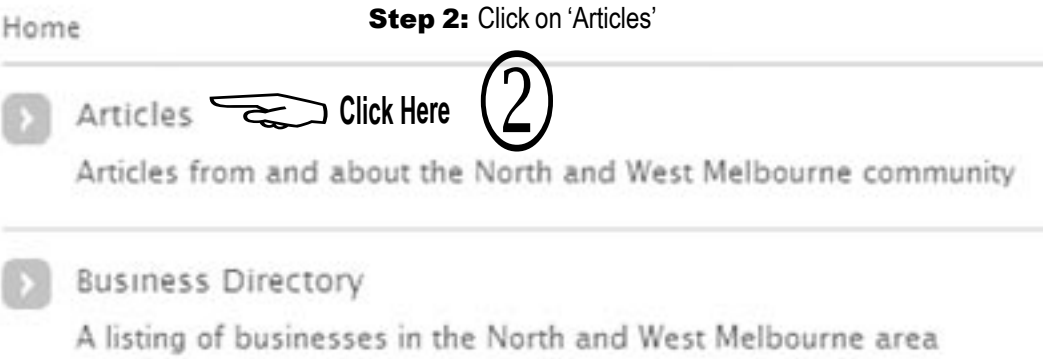 Step 2: Click on ‘Articles’
Home
Articles Click Here 2
Articles from and about the North and West Melbourne community
Business Directory
A listing of businesses in the North and West Melbourne area